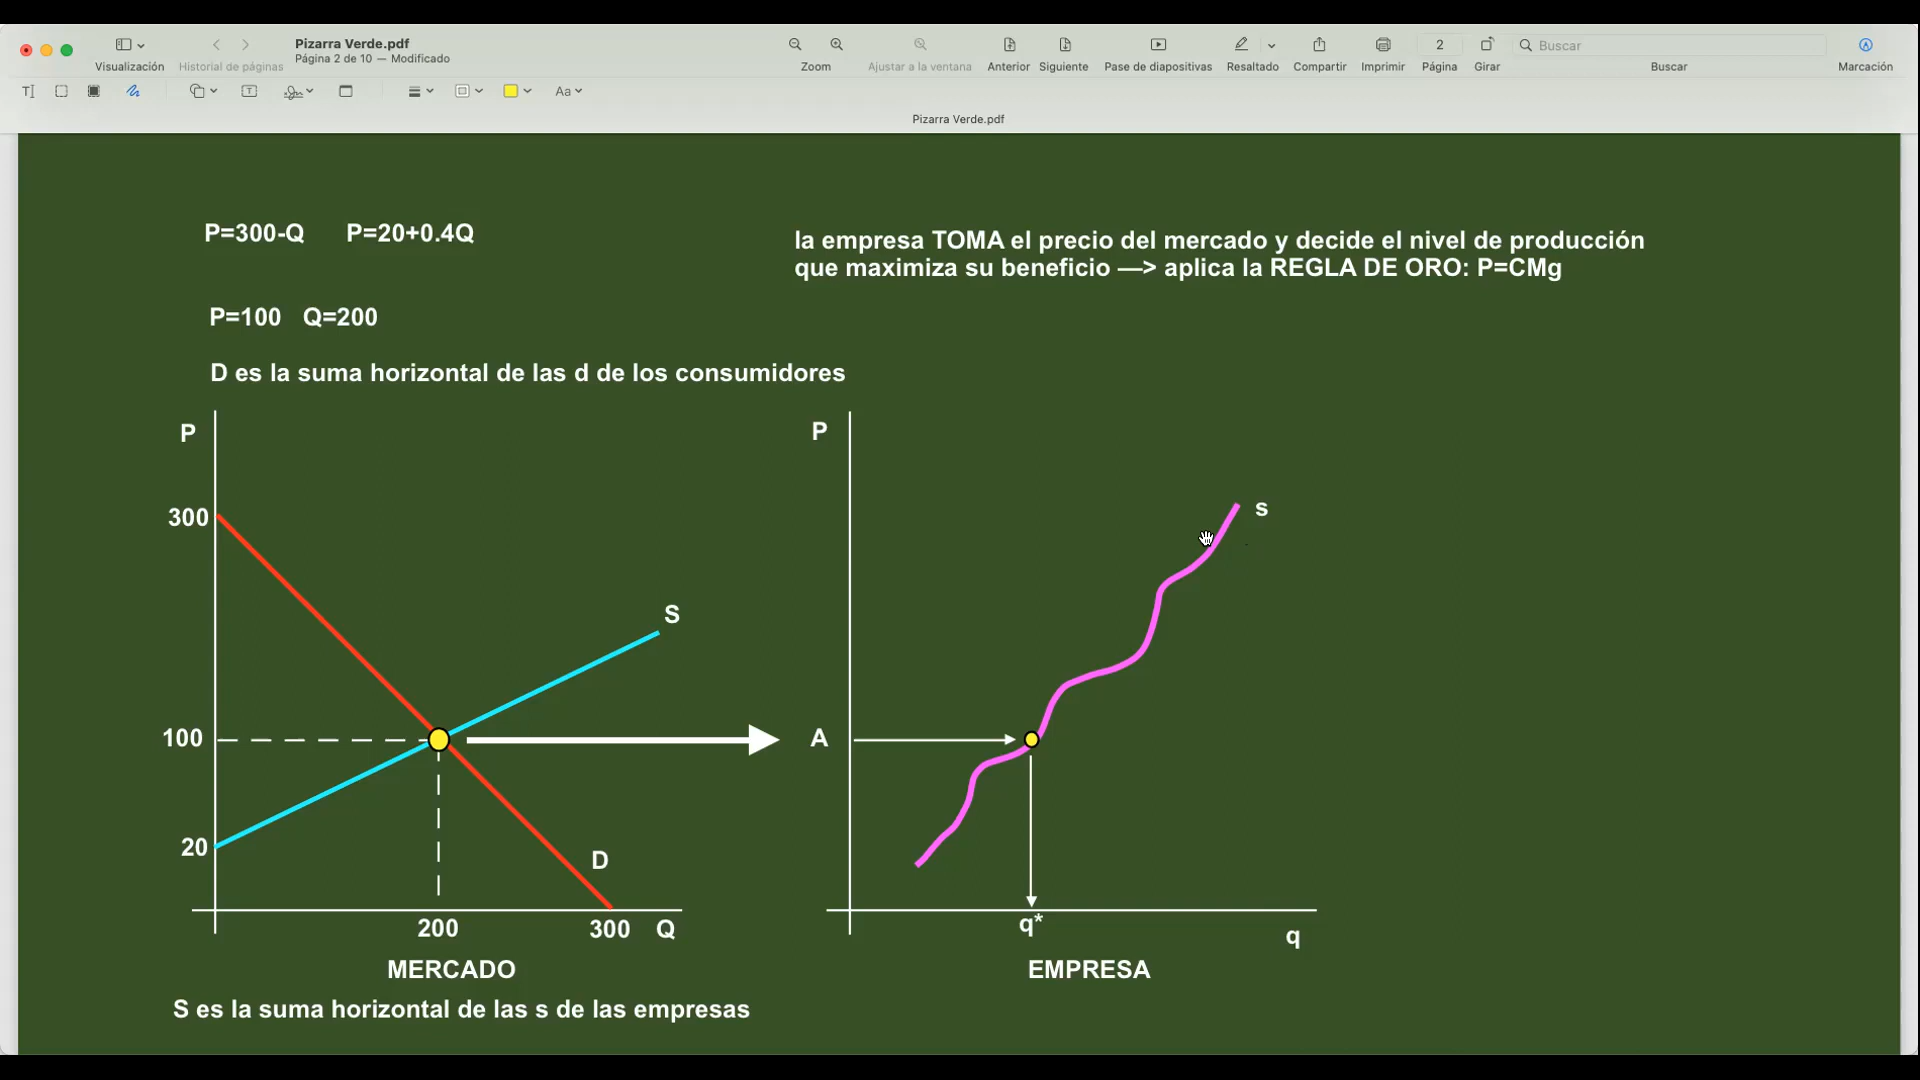 Pizarra Verde.pdf
Página 2 de 10 — Modificado
Visualización
Historial de páginas
Zoom
Ajustar a la ventana
Anterior
Siguiente
Pase de diapositivas
Resaltado
Compartir
Imprimir
2
Página
Girar
Buscar
Buscar
Marcación
Aa
Pizarra Verde.pdf
P=300-Q P=20+0.4Q
la empresa TOMA el precio del mercado y decide el nivel de producción
que maximiza su beneficio —> aplica la REGLA DE ORO: P=CMg
P=100 Q=200
D es la suma horizontal de las d de los consumidores
P
300
S
100
20
D
200
300
Q
MERCADO
S es la suma horizontal de las s de las empresas
P
s
A
q*
q
EMPRESA